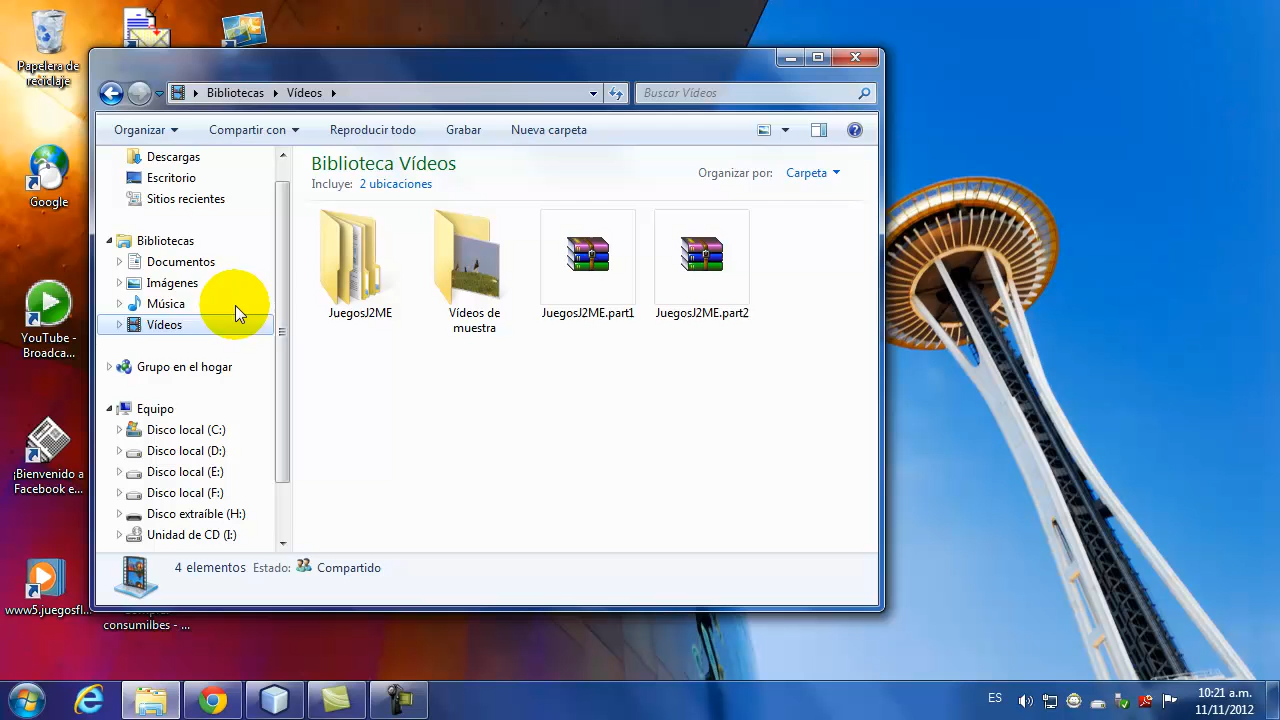 Papelera de
reciclaje
Google
YouTube -
Broadca...
¡Bienvenido a
Facebook e...
www5.juegosfl...
consumilbes - ...
Bibliotecas
Vídeos
Buscar Vídeos
Organizar
Compartir con
Reproducir todo
Grabar
Nueva carpeta
Descargas
Escritorio
Sitios recientes
Bibliotecas
Documentos
Imágenes
Música
Vídeos
Grupo en el hogar
Equipo
Disco local (C:)
Disco local (D:)
Disco local (E:)
Disco local (F:)
Disco extraíble (H:)
Unidad de CD (I:)
Biblioteca Vídeos
Incluye: 2 ubicaciones
Organizar por: Carpeta
JuegosJ2ME
Vídeos de
muestra
JuegosJ2ME.part1
JuegosJ2ME.part2
4 elementos Estado: Compartido
ES
10:21 a.m.
11/11/2012